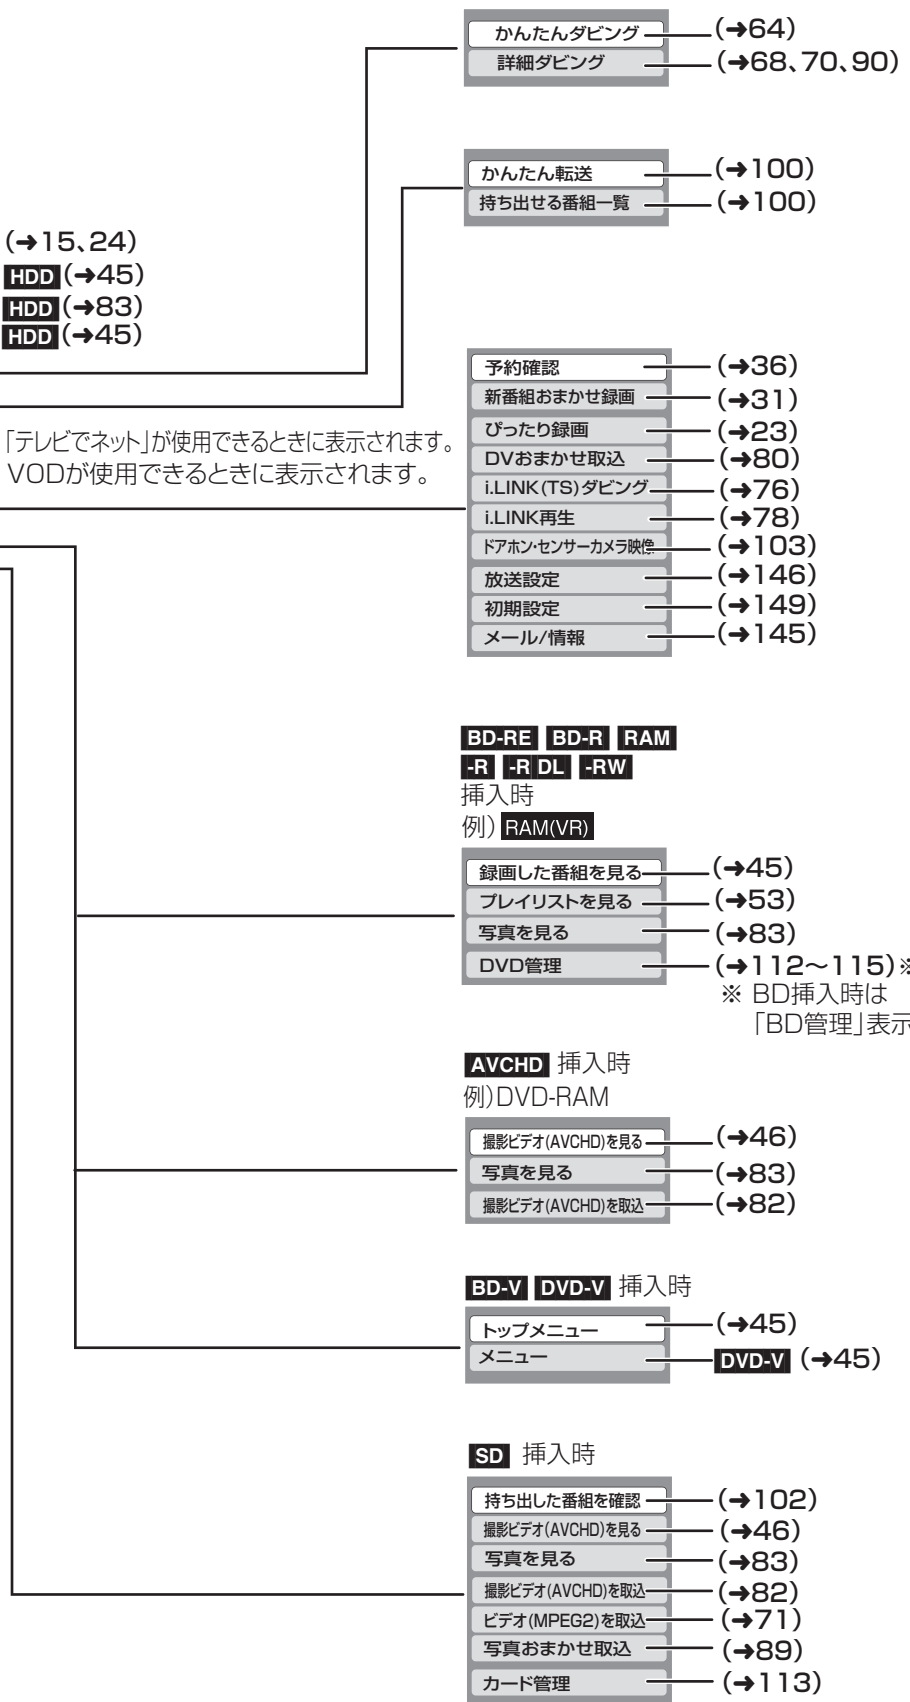 かんたんダビング (➜64)
詳細ダビング (➜68、70、90)
かんたん転送 (➜100)
持ち出せる番組一覧 (➜100)
(➜15、24)
HDD (➜45)
HDD (➜83)
HDD (➜45)
「テレビでネット」が使用できるときに表示されます。
VODが使用できるときに表示されます。
予約確認 (➜36)
新番組おまかせ録画 (➜31)
ぴったり録画 (➜23)
DVおまかせ取込 (➜80)
i.LINK(TS)ダビング (➜76)
i.LINK再生 (➜78)
ドアホン・センサーカメラ映像 (➜103)
放送設定 (➜146)
初期設定 (➜149)
メール/情報 (➜145)
BD-RE BD-R RAM
-R -R DL -RW
挿入時
例) RAM(VR)
録画した番組を見る (➜45)
プレイリストを見る (➜53)
写真を見る (➜83)
DVD管理 (➜112～115)※
※ BD挿入時は
「BD管理」表示
AVCHD 挿入時
例)DVD-RAM
撮影ビデオ(AVCHD)を見る (➜46)
写真を見る (➜83)
撮影ビデオ(AVCHD)を取込 (➜82)
BD-V DVD-V 挿入時
トップメニュー (➜45)
メニュー DVD-V (➜45)
SD 挿入時
持ち出した番組を確認 (➜102)
撮影ビデオ(AVCHD)を見る (➜46)
写真を見る (➜83)
撮影ビデオ(AVCHD)を取込 (➜82)
ビデオ(MPEG2)を取込 (➜71)
写真おまかせ取込 (➜89)
カード管理 (➜113)